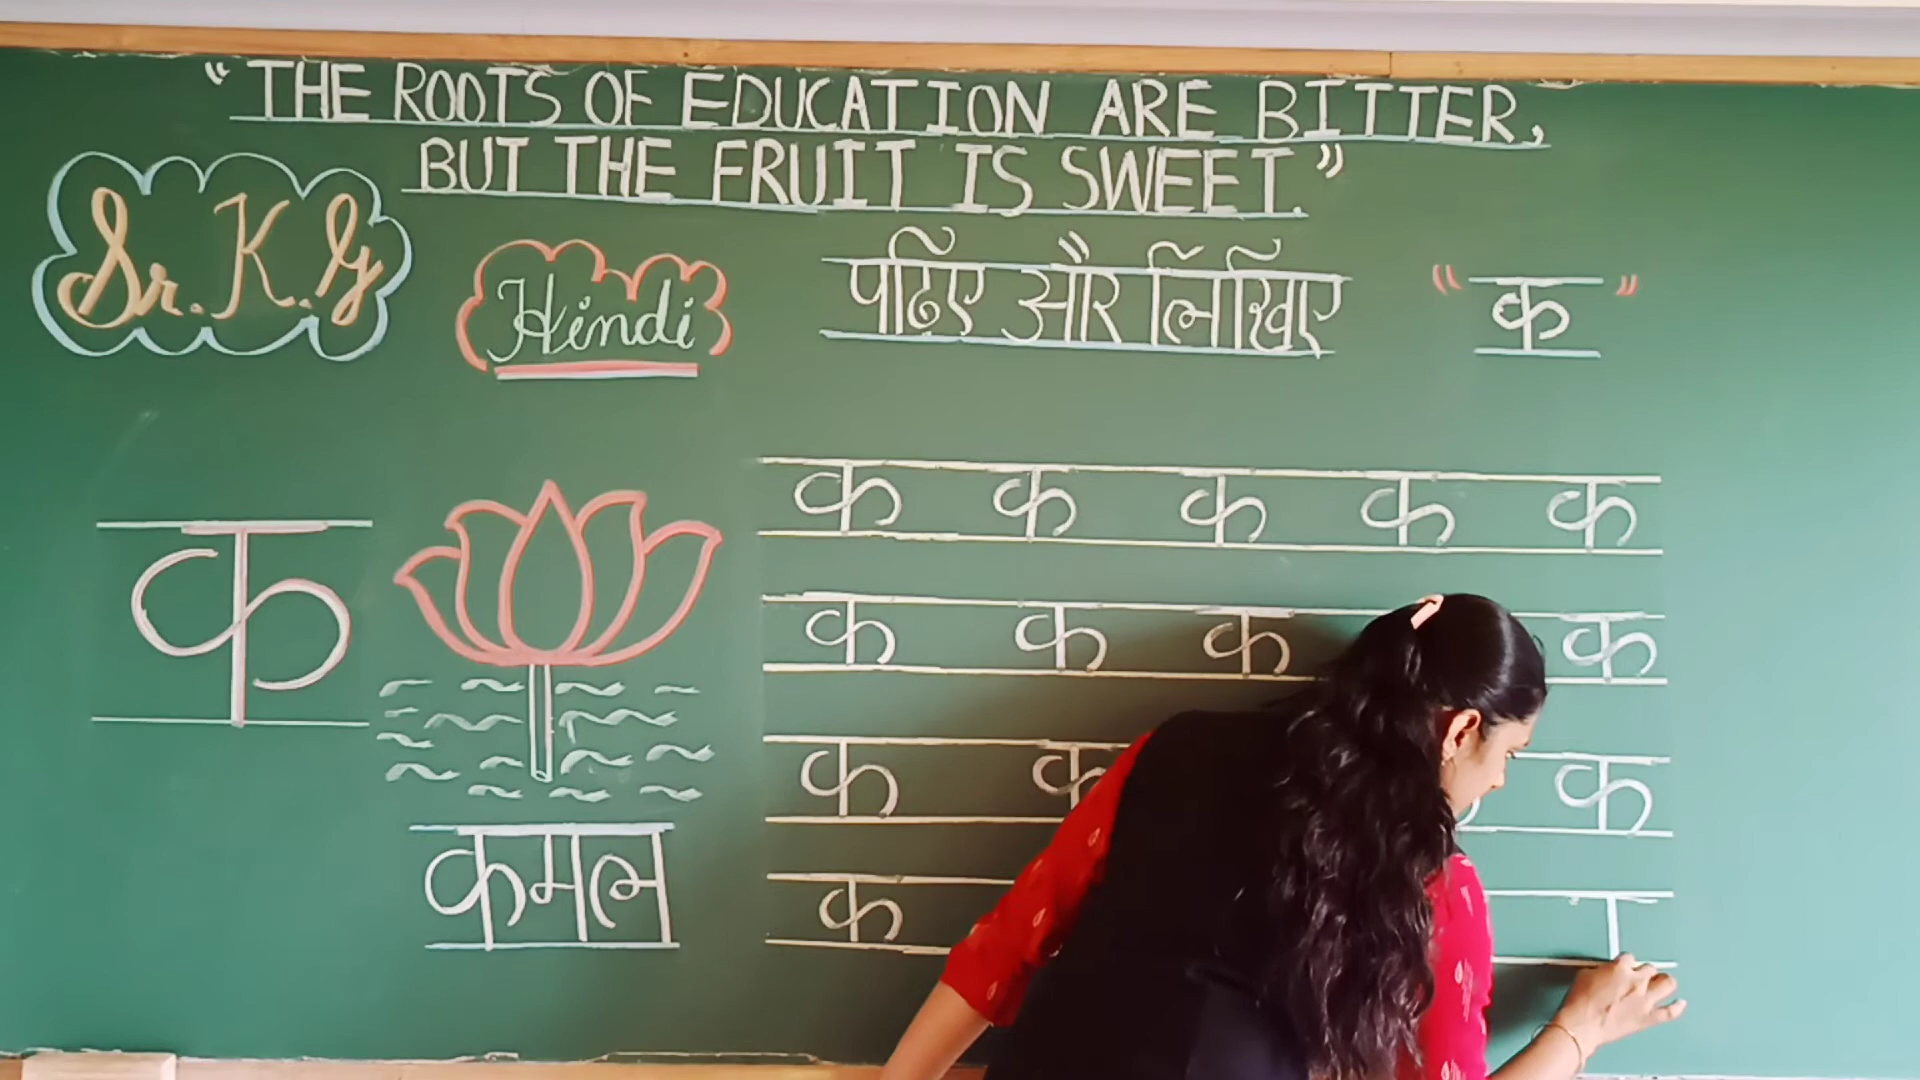 “THE ROOTS OF EDUCATION ARE BITTER,
BUT THE FRUIT IS SWEET.”
Sr. K. G
Hindi
पढिए और लिखिए "क"
क
क क क क क
क क क क
क क क
क
कमल